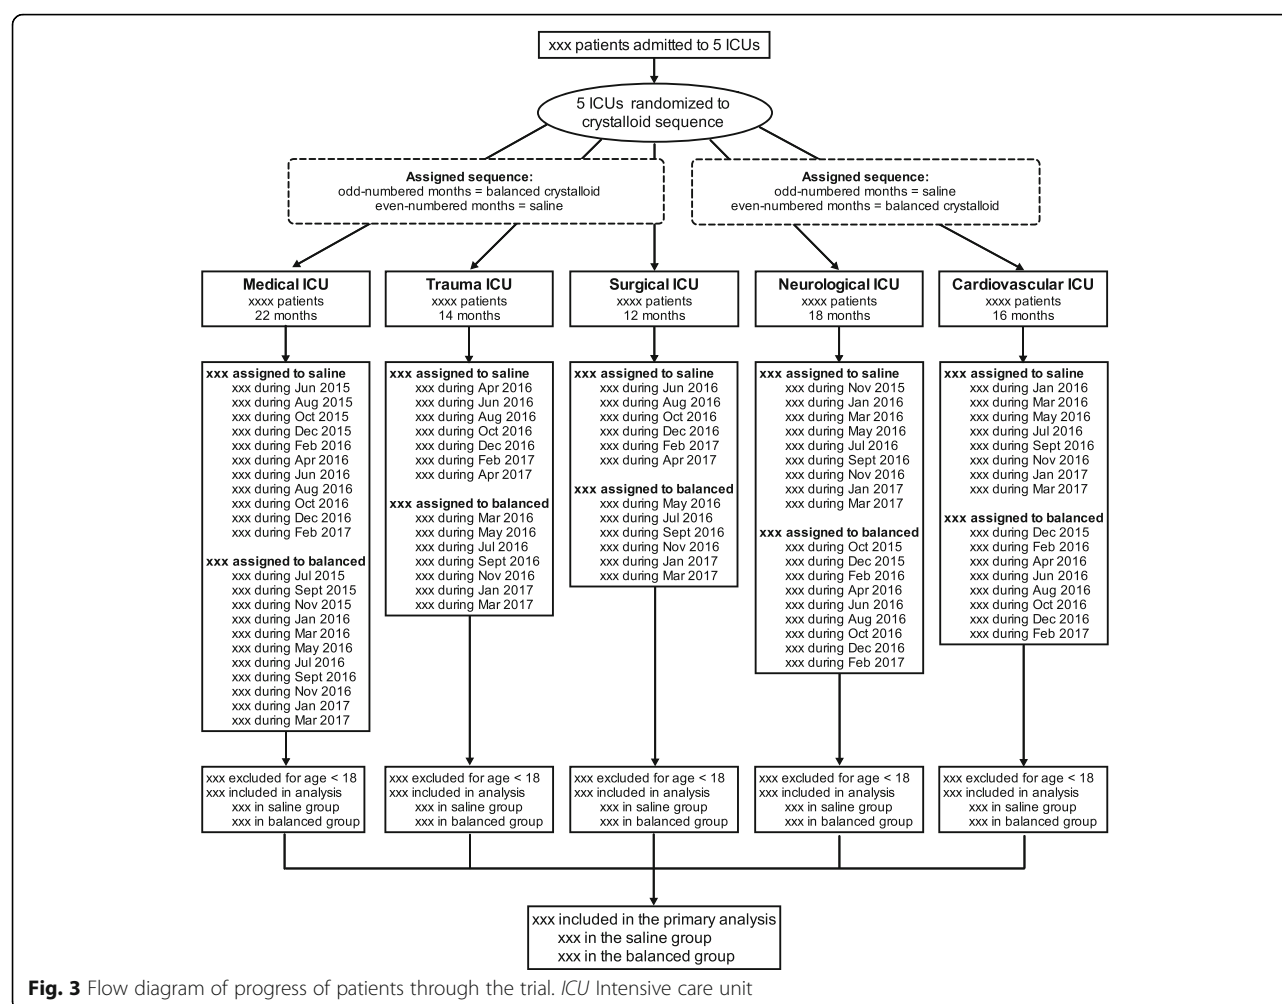 xxx patients admitted to 5 ICUs
5 ICUs randomized to
crystalloid sequence
Assigned sequence:
odd-numbered months = balanced crystalloid
even-numbered months = saline
Assigned sequence:
odd-numbered months = saline
even-numbered months = balanced crystalloid
Medical ICU
xxxx patients
22 months
Trauma ICU
xxxx patients
14 months
Surgical ICU
xxxx patients
12 months
Neurological ICU
xxxx patients
18 months
Cardiovascular ICU
xxxx patients
16 months
xxx assigned to saline
xxx during Jun 2015
xxx during Aug 2015
xxx during Oct 2015
xxx during Dec 2015
xxx during Feb 2016
xxx during Apr 2016
xxx during Jun 2016
xxx during Aug 2016
xxx during Oct 2016
xxx during Dec 2016
xxx during Feb 2017
xxx assigned to balanced
xxx during Jul 2015
xxx during Sept 2015
xxx during Nov 2015
xxx during Jan 2016
xxx during Mar 2016
xxx during May 2016
xxx during Jul 2016
xxx during Sept 2016
xxx during Nov 2016
xxx during Jan 2017
xxx during Mar 2017
xxx assigned to saline
xxx during Apr 2016
xxx during Jun 2016
xxx during Aug 2016
xxx during Oct 2016
xxx during Dec 2016
xxx during Feb 2017
xxx during Apr 2017
xxx assigned to balanced
xxx during Mar 2016
xxx during May 2016
xxx during Jul 2016
xxx during Sept 2016
xxx during Nov 2016
xxx during Jan 2017
xxx during Mar 2017
xxx assigned to saline
xxx during Jun 2016
xxx during Aug 2016
xxx during Oct 2016
xxx during Dec 2016
xxx during Feb 2017
xxx during Apr 2017
xxx assigned to balanced
xxx during May 2016
xxx during Jul 2016
xxx during Sept 2016
xxx during Nov 2016
xxx during Jan 2017
xxx during Mar 2017
xxx assigned to saline
xxx during Nov 2015
xxx during Jan 2016
xxx during Mar 2016
xxx during May 2016
xxx during Jul 2016
xxx during Sept 2016
xxx during Nov 2016
xxx during Jan 2017
xxx during Mar 2017
xxx assigned to balanced
xxx during Oct 2015
xxx during Dec 2015
xxx during Feb 2016
xxx during Apr 2016
xxx during Jun 2016
xxx during Aug 2016
xxx during Oct 2016
xxx during Dec 2016
xxx during Feb 2017
xxx assigned to saline
xxx during Jan 2016
xxx during Mar 2016
xxx during May 2016
xxx during Jul 2016
xxx during Sept 2016
xxx during Nov 2016
xxx during Jan 2017
xxx during Mar 2017
xxx assigned to balanced
xxx during Dec 2015
xxx during Feb 2016
xxx during Apr 2016
xxx during Jun 2016
xxx during Aug 2016
xxx during Oct 2016
xxx during Dec 2016
xxx during Feb 2017
xxx excluded for age < 18
xxx included in analysis
xxx in saline group
xxx in balanced group
xxx excluded for age < 18
xxx included in analysis
xxx in saline group
xxx in balanced group
xxx excluded for age < 18
xxx included in analysis
xxx in saline group
xxx in balanced group
xxx excluded for age < 18
xxx included in analysis
xxx in saline group
xxx in balanced group
xxx excluded for age < 18
xxx included in analysis
xxx in saline group
xxx in balanced group
xxx included in the primary analysis
xxx in the saline group
xxx in the balanced group
Fig. 3 Flow diagram of progress of patients through the trial. ICU Intensive care unit